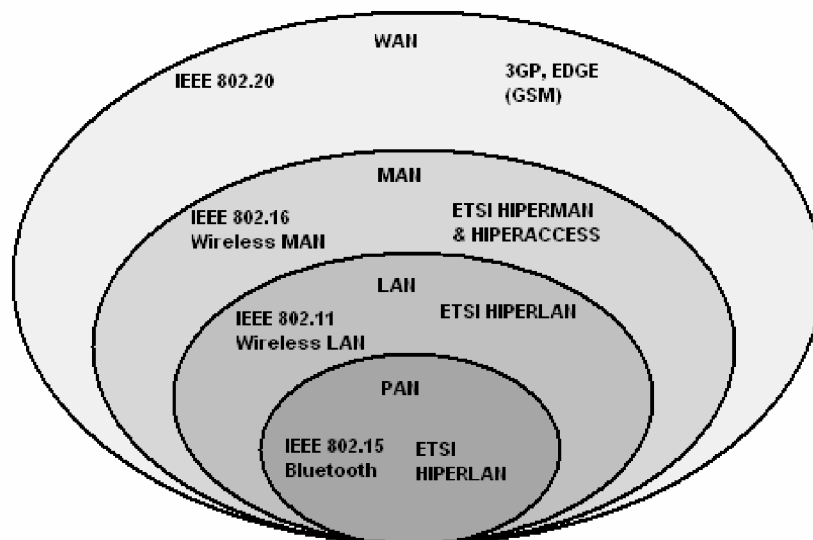 WAN
IEEE 802.20
3GP, EDGE
(GSM)
MAN
IEEE 802.16
Wireless MAN
ETSI HIPERMAN
& HIPERACCESS
LAN
IEEE 802.11
Wireless LAN
ETSI HIPERLAN
PAN
IEEE 802.15
Bluetooth
ETSI
HIPERLAN